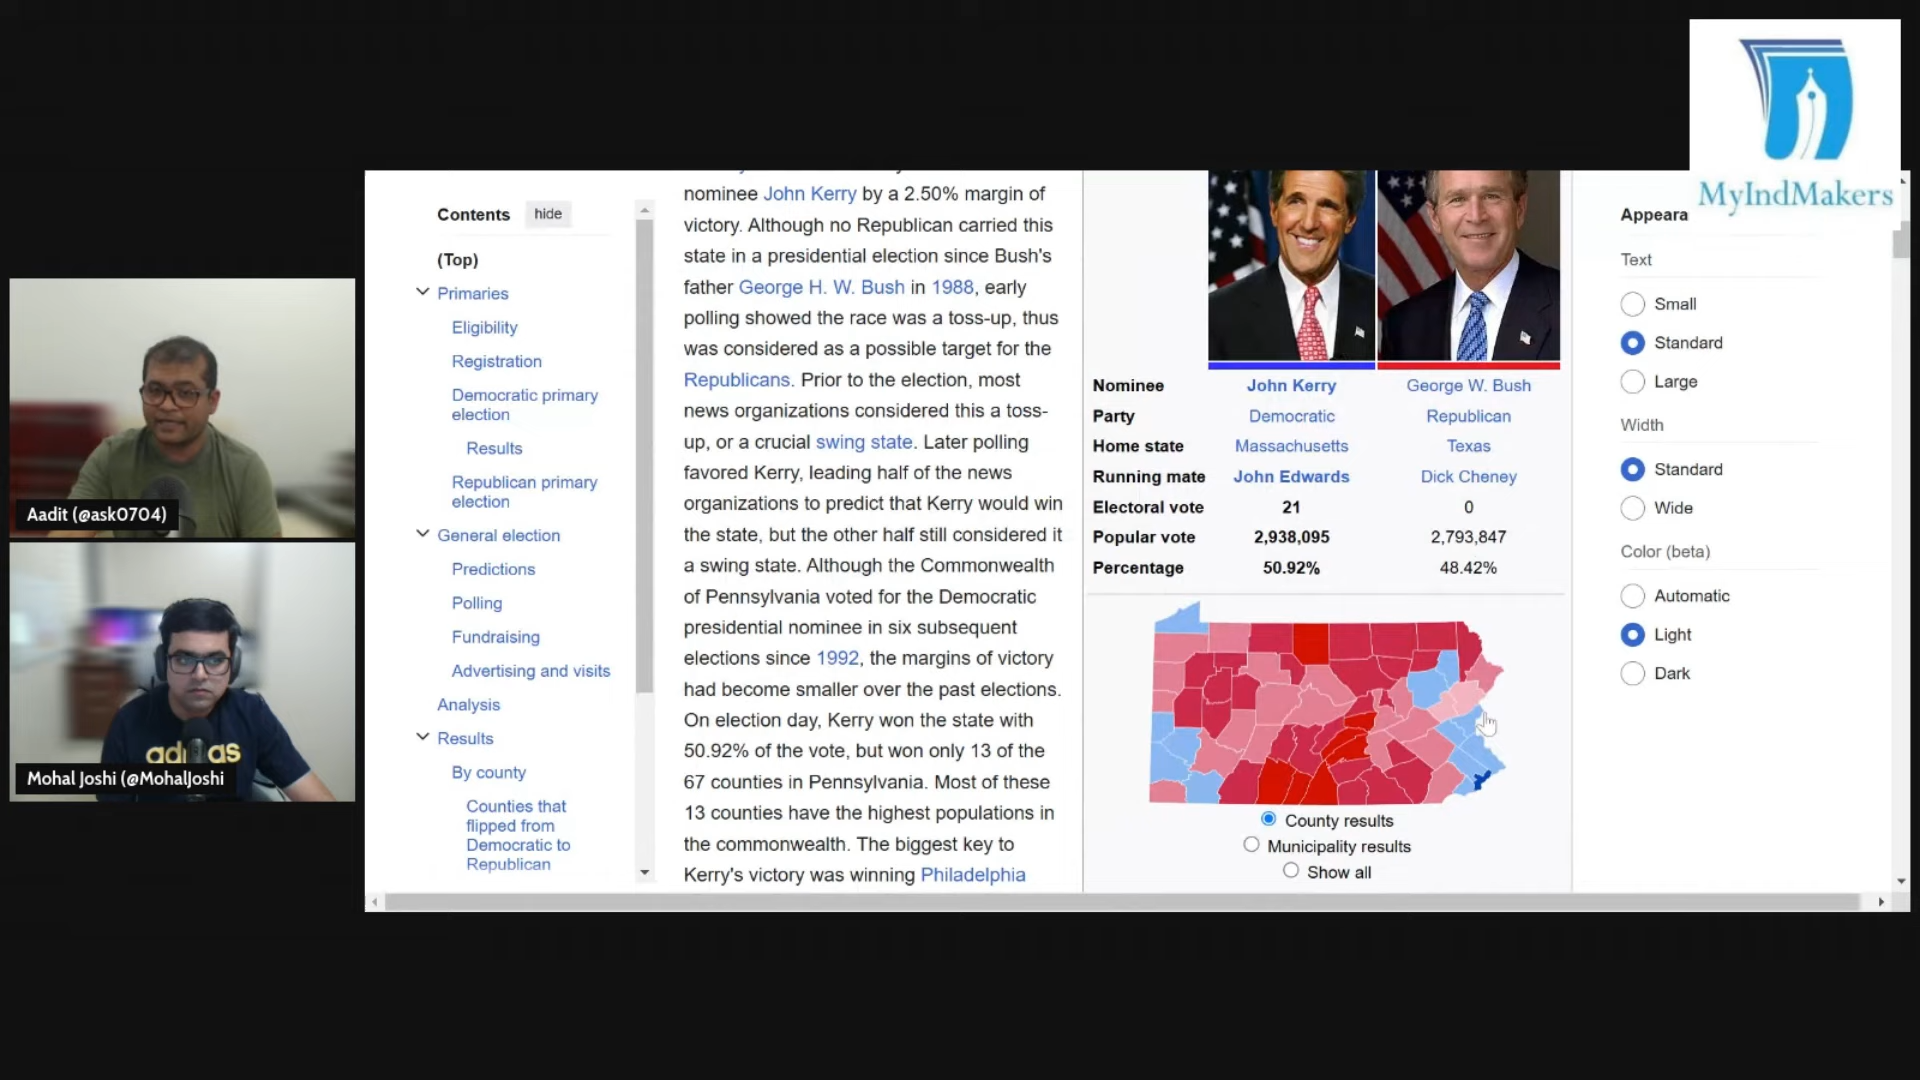 MyIndMakers
Contents hide
(Top)
Primaries
Eligibility
Registration
Democratic primary
election
Results
Republican primary
election
General election
Predictions
Polling
Fundraising
Advertising and visits
Analysis
Results
By county
Counties that
flipped from
Democratic to
Republican
nominee John Kerry by a 2.50% margin of
victory. Although no Republican carried this
state in a presidential election since Bush's
father George H. W. Bush in 1988, early
polling showed the race was a toss-up, thus
was considered as a possible target for the
Republicans. Prior to the election, most
news organizations considered this a toss-
up, or a crucial swing state. Later polling
favored Kerry, leading half of the news
organizations to predict that Kerry would win
the state, but the other half still considered it
a swing state. Although the Commonwealth
of Pennsylvania voted for the Democratic
presidential nominee in six subsequent
elections since 1992, the margins of victory
had become smaller over the past elections.
On election day, Kerry won the state with
50.92% of the vote, but won only 13 of the
67 counties in Pennsylvania. Most of these
13 counties have the highest populations in
the commonwealth. The biggest key to
Kerry's victory was winning Philadelphia
Nominee John Kerry George W. Bush
Party Democratic Republican
Home state Massachusetts Texas
Running mate John Edwards Dick Cheney
Electoral vote 21 0
Popular vote 2,938,095 2,793,847
Percentage 50.92% 48.42%
County results
Municipality results
Show all
Appeara
Text
Small
Standard
Large
Width
Standard
Wide
Color (beta)
Automatic
Light
Dark
Aadit (@ask0704)
Mohal Joshi (@MohalJoshi